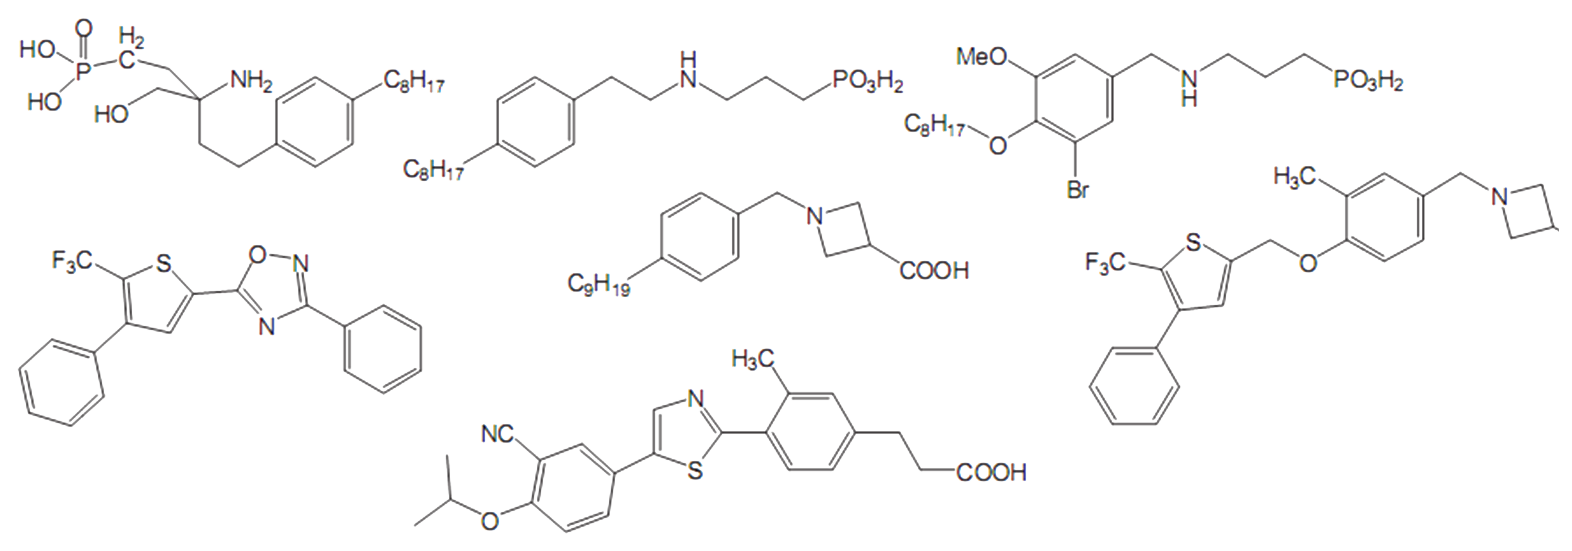 O
HO
P
H2
C
HO
NH2
HO
C8H17
H
N
PO3H2
C8H17
MeO
C8H17
O
Br
N
H
PO3H2
F3C
S
O
N
N
N
COOH
C9H19
H3C
N
O
S
F3C
H3C
N
S
NC
O
COOH